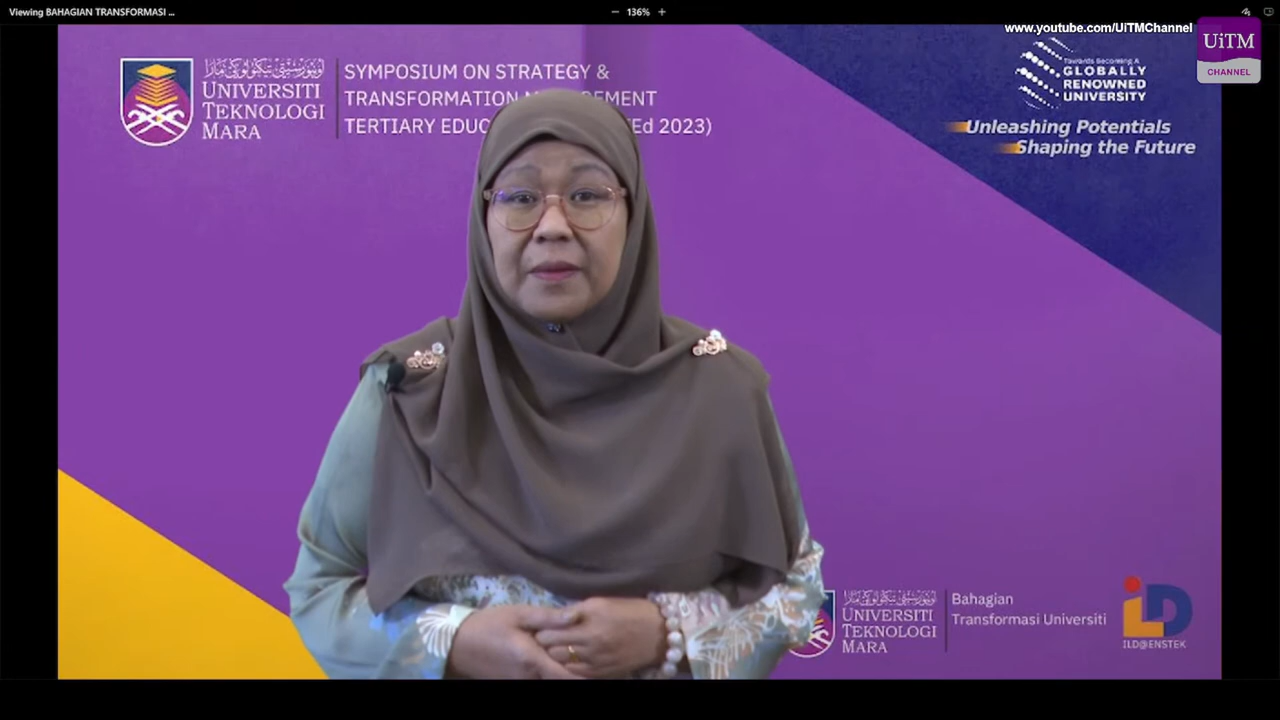 Viewing BAHAGIAN TRANSFORMASI ...
136%
www.youtube.com/UiTMChannel
UiTM
CHANNEL
UNIVERSITI
TEKNOLOGI
MARA
SYMPOSIUM ON STRATEGY &
TRANSFORMATION
TERTIARY Ed 2023)
Towards Becoming A
GLOBALLY
RENOWNED
UNIVERSITY
Unleashing Potentials
Shaping the Future
UNIVERSITI
TEKNOLOGI
MARA
Bahagian
Transformasi Universiti
iLD
ILD@ENSTEK